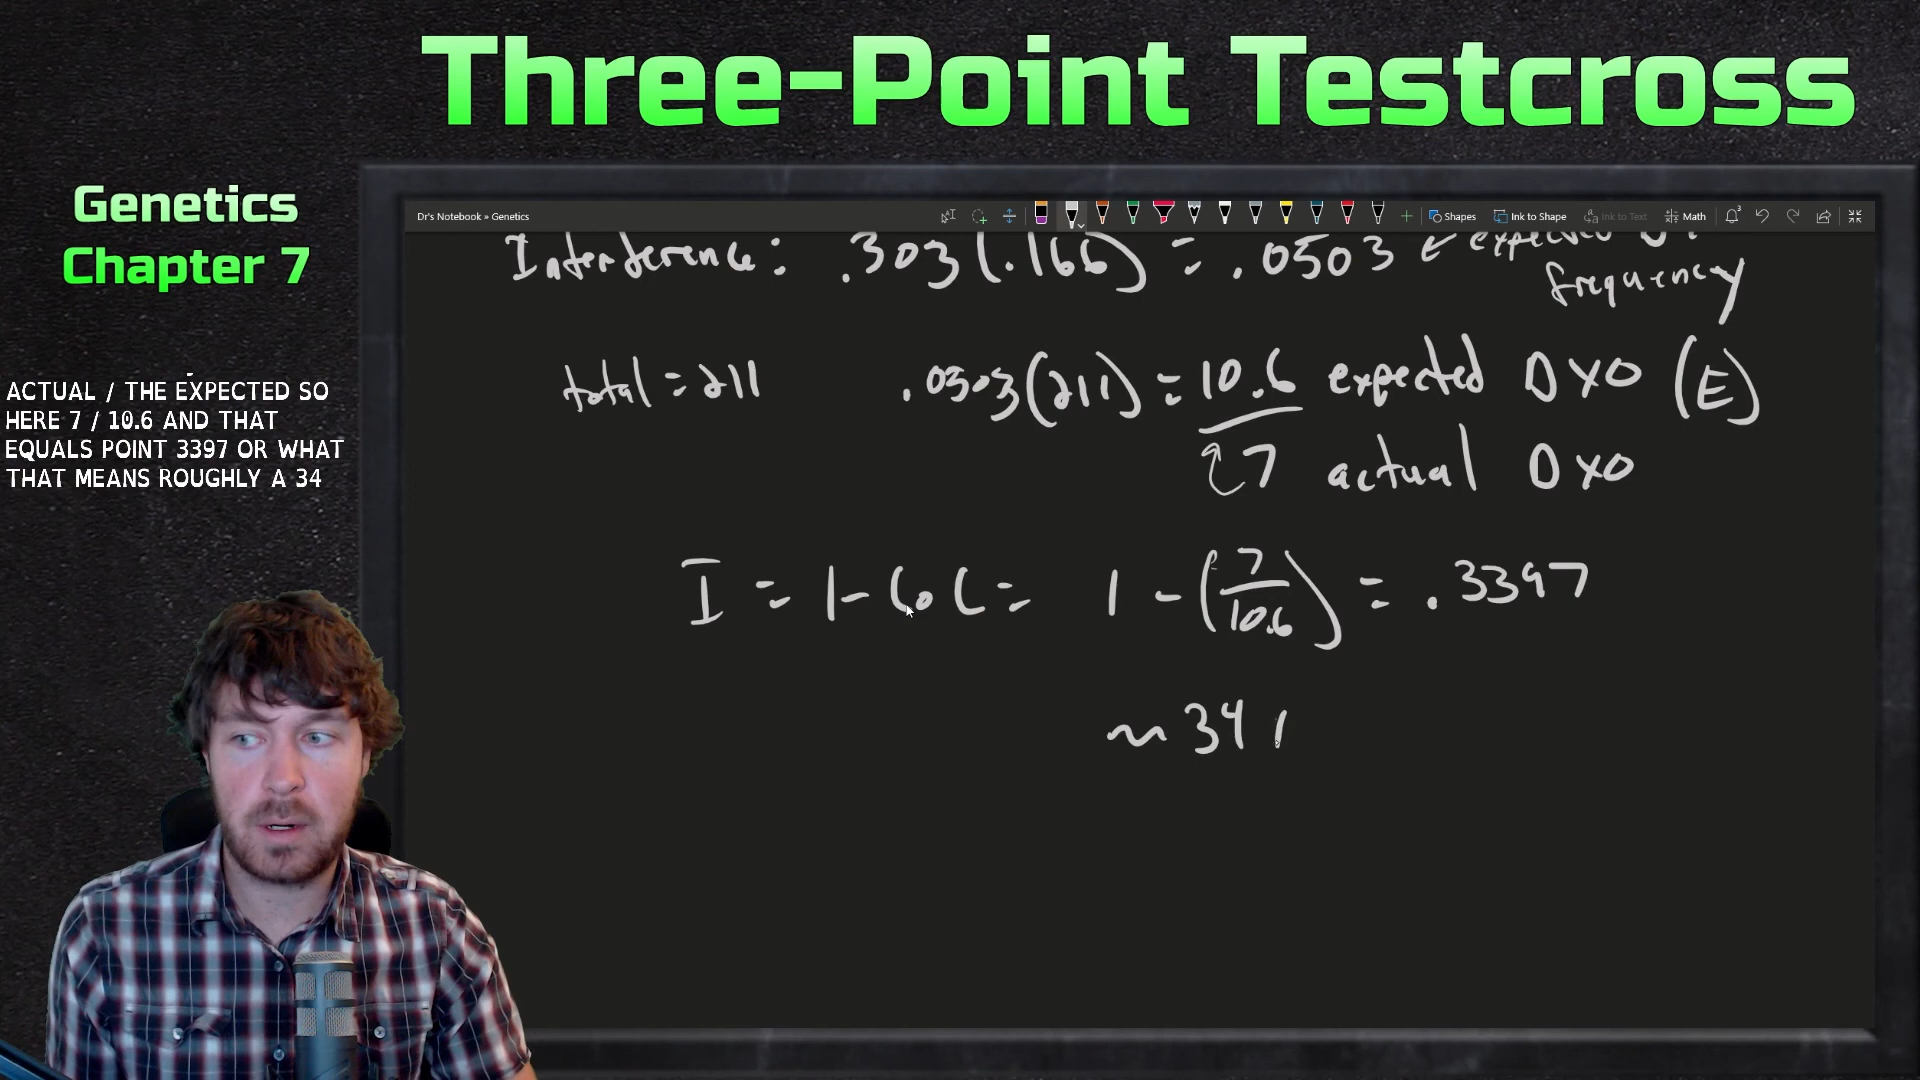 Three-Point Testcross
Genetics
Chapter 7
Dr's Notebook » Genetics
Shapes
Ink to Shape
Ink to Text
Math
Interference: .303(.166) = .0503 ← expected
frequency
total = 211 .0503(211) = 10.6 expected DXO (E)
7 actual DXO
I = 1 - CoC = 1 - (7/10.6) = .3397
~ 34
ACTUAL / THE EXPECTED SO
HERE 7 / 10.6 AND THAT
EQUALS POINT 3397 OR WHAT
THAT MEANS ROUGHLY A 34